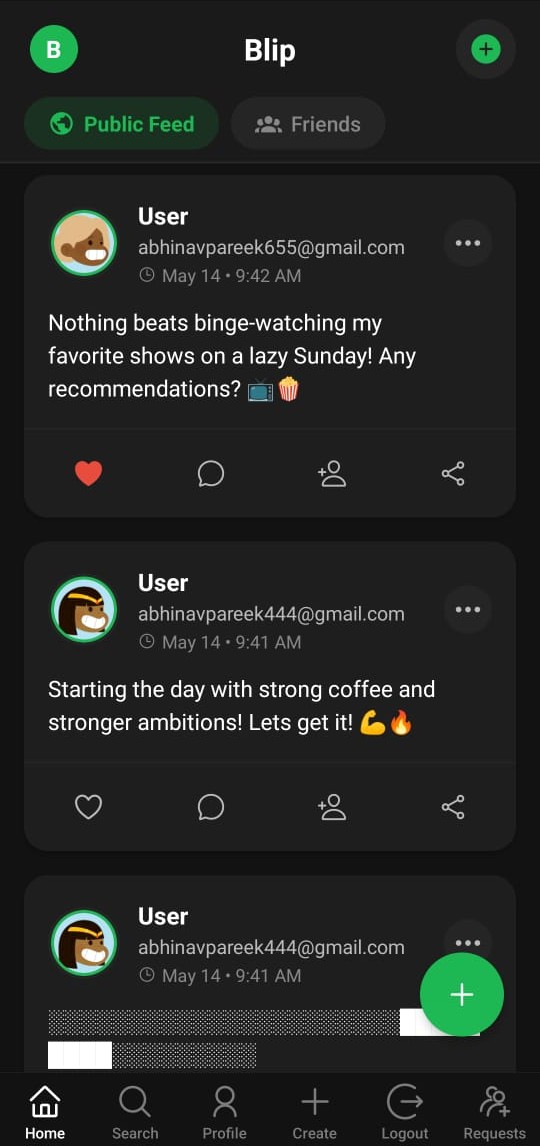 B
Blip
Public Feed
Friends
User
abhinavpareek655@gmail.com
May 14 • 9:42 AM
Nothing beats binge-watching my
favorite shows on a lazy Sunday! Any
recommendations? 📺🍿
User
abhinavpareek444@gmail.com
May 14 • 9:41 AM
Starting the day with strong coffee and
stronger ambitions! Lets get it! 💪🔥
User
abhinavpareek444@gmail.com
May 14 • 9:41 AM
Home
Search
Profile
Create
Logout
Requests